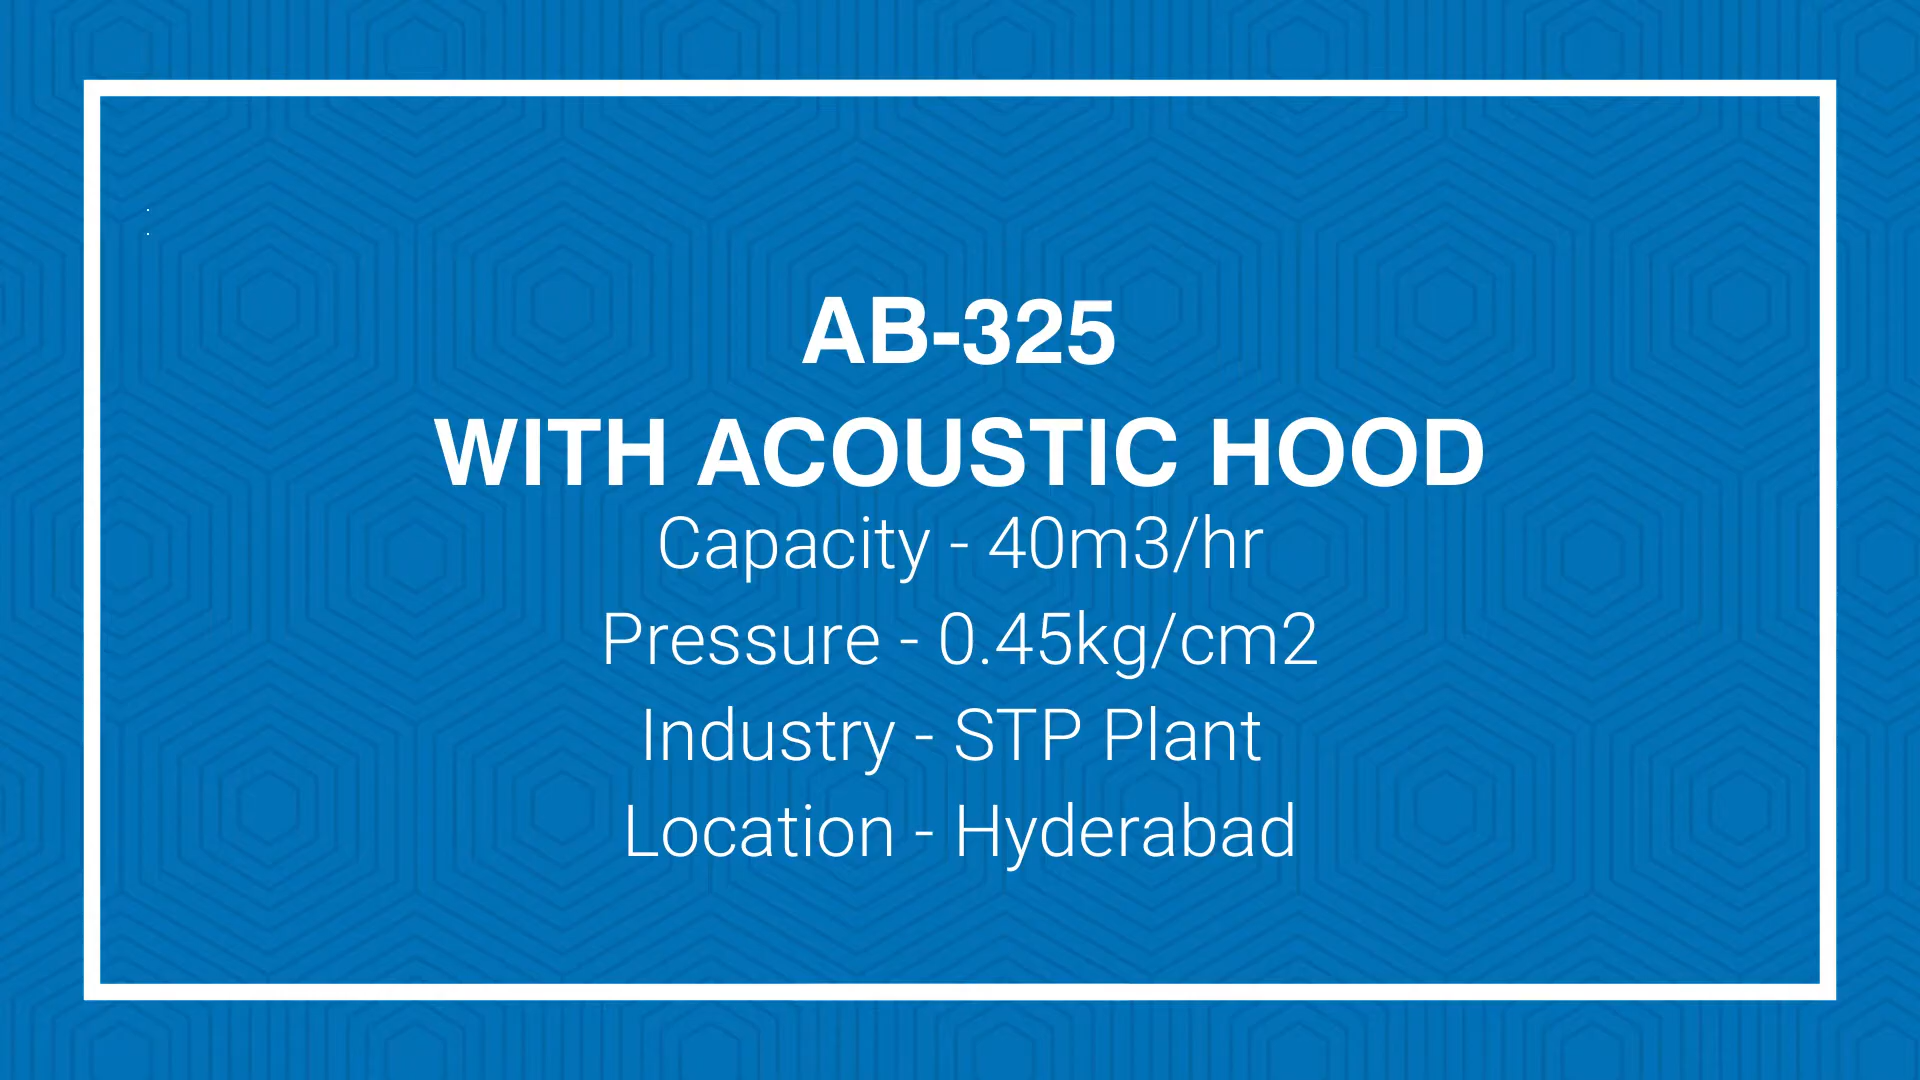 AB-325
WITH ACOUSTIC HOOD
Capacity - 40m3/hr
Pressure - 0.45kg/cm2
Industry - STP Plant
Location - Hyderabad